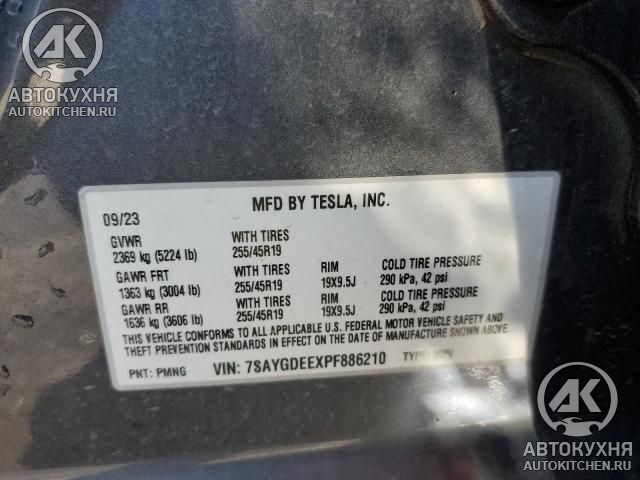 АК
АВТОКУХНЯ
AUTOKITCHEN.RU
MFD BY TESLA, INC.
09/23
GVWR WITH TIRES
2369 kg (5224 lb) 255/45R19
GAWR FRT WITH TIRES RIM COLD TIRE PRESSURE
1363 kg (3004 lb) 255/45R19 19X9.5J 290 kPa, 42 psi
GAWR RR WITH TIRES RIM COLD TIRE PRESSURE
1636 kg (3606 lb) 255/45R19 19X9.5J 290 kPa, 42 psi
THIS VEHICLE CONFORMS TO ALL APPLICABLE U.S. FEDERAL MOTOR VEHICLE SAFETY AND
THEFT PREVENTION STANDARDS IN EFFECT ON THE DATE OF MANUFACTURE SHOWN ABOVE.
PNT: PMNG VIN: 7SAYGDEEXPF886210 TYPE: MPV
АК
АВТОКУХНЯ
AUTOKITCHEN.RU